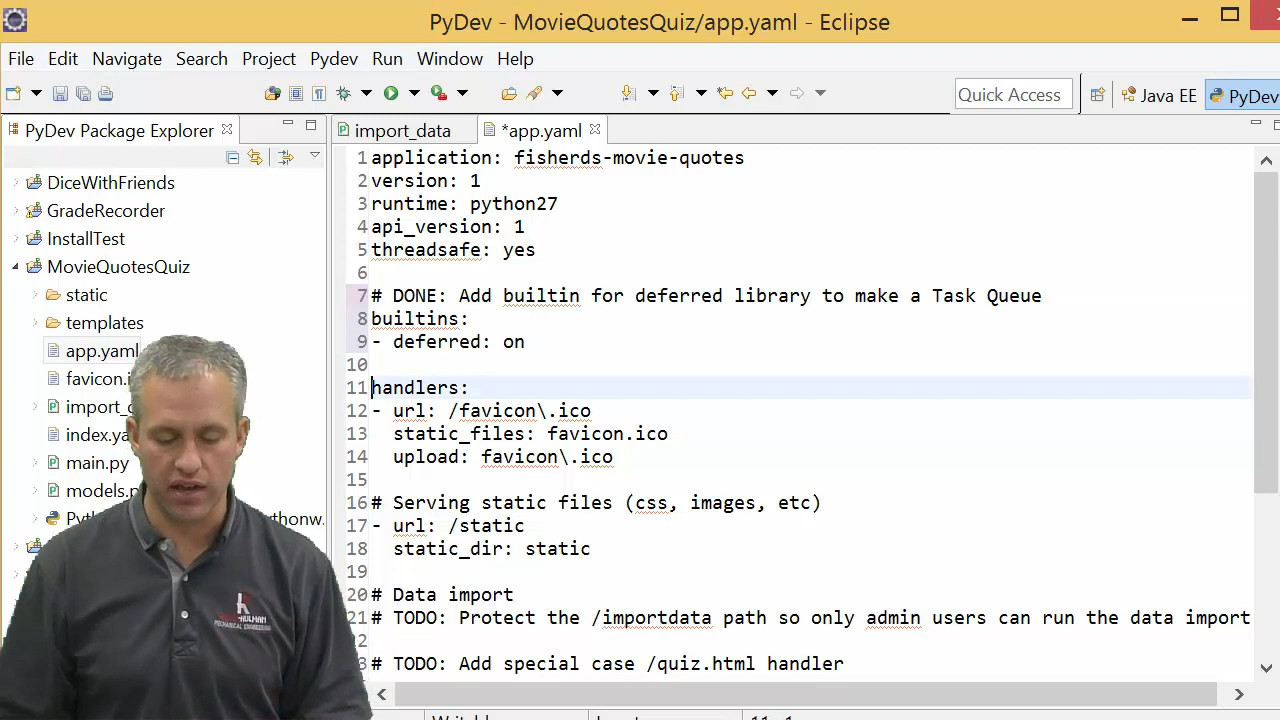 PyDev - MovieQuotesQuiz/app.yaml - Eclipse
File Edit Navigate Search Project Pydev Run Window Help
Quick Access
Java EE
PyDev
PyDev Package Explorer
import_data
*app.yaml
DiceWithFriends
GradeRecorder
InstallTest
MovieQuotesQuiz
static
templates
app.yaml
favicon.i
import_
index.ya
main.py
models.p
1 application: fisherds-movie-quotes
2 version: 1
3 runtime: python27
4 api_version: 1
5 threadsafe: yes
6
7 # DONE: Add builtin for deferred library to make a Task Queue
8 builtins:
9 - deferred: on
10
11 handlers:
12 - url: /favicon\.ico
13 static_files: favicon.ico
14 upload: favicon\.ico
15
16 # Serving static files (css, images, etc)
17 - url: /static
18 static_dir: static
19
20 # Data import
21 # TODO: Protect the /importdata path so only admin users can run the data import
# TODO: Add special case /quiz.html handler
MECHANICAL ENGINEERING